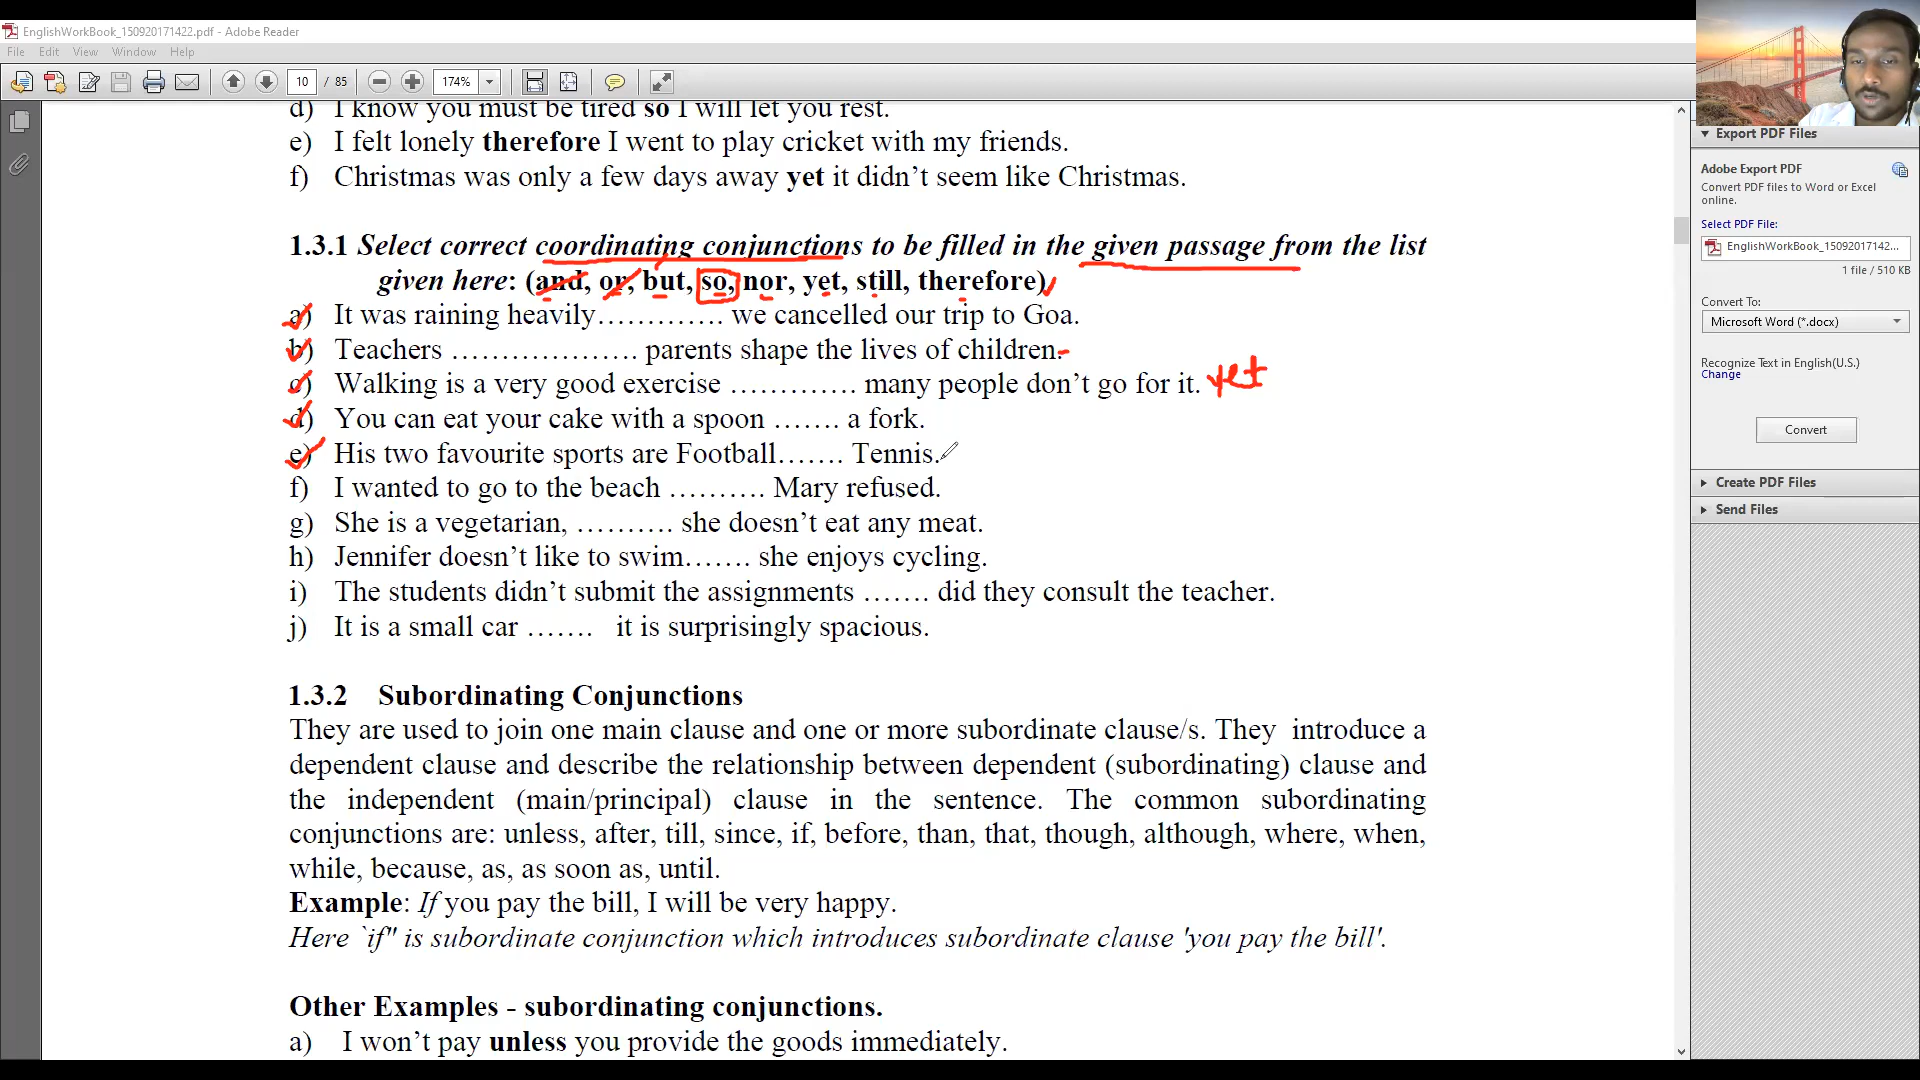 EnglishWorkBook_150920171422.pdf - Adobe Reader
File Edit View Window Help
10 / 85 174%
d) I know you must be tired so I will let you rest.
e) I felt lonely therefore I went to play cricket with my friends.
f) Christmas was only a few days away yet it didn’t seem like Christmas.
1.3.1 Select correct coordinating conjunctions to be filled in the given passage from the list
given here: (and, or, but, so, nor, yet, still, therefore)
a) It was raining heavily…………. we cancelled our trip to Goa.
b) Teachers ………………. parents shape the lives of children.
c) Walking is a very good exercise …………. many people don’t go for it. yet
d) You can eat your cake with a spoon ……. a fork.
e) His two favourite sports are Football……. Tennis.
f) I wanted to go to the beach ………. Mary refused.
g) She is a vegetarian, ………. she doesn’t eat any meat.
h) Jennifer doesn’t like to swim……. she enjoys cycling.
i) The students didn’t submit the assignments ……. did they consult the teacher.
j) It is a small car ……. it is surprisingly spacious.
1.3.2 Subordinating Conjunctions
They are used to join one main clause and one or more subordinate clause/s. They introduce a
dependent clause and describe the relationship between dependent (subordinating) clause and
the independent (main/principal) clause in the sentence. The common subordinating
conjunctions are: unless, after, till, since, if, before, than, that, though, although, where, when,
while, because, as, as soon as, until.
Example: If you pay the bill, I will be very happy.
Here `if" is subordinate conjunction which introduces subordinate clause 'you pay the bill'.
Other Examples - subordinating conjunctions.
a) I won’t pay unless you provide the goods immediately.
Export PDF Files
Adobe Export PDF
Convert PDF files to Word or Excel
online.
Select PDF File:
EnglishWorkBook_15092017142...
1 file / 510 KB
Convert To:
Microsoft Word (*.docx)
Recognize Text in English(U.S.)
Change
Convert
Create PDF Files
Send Files